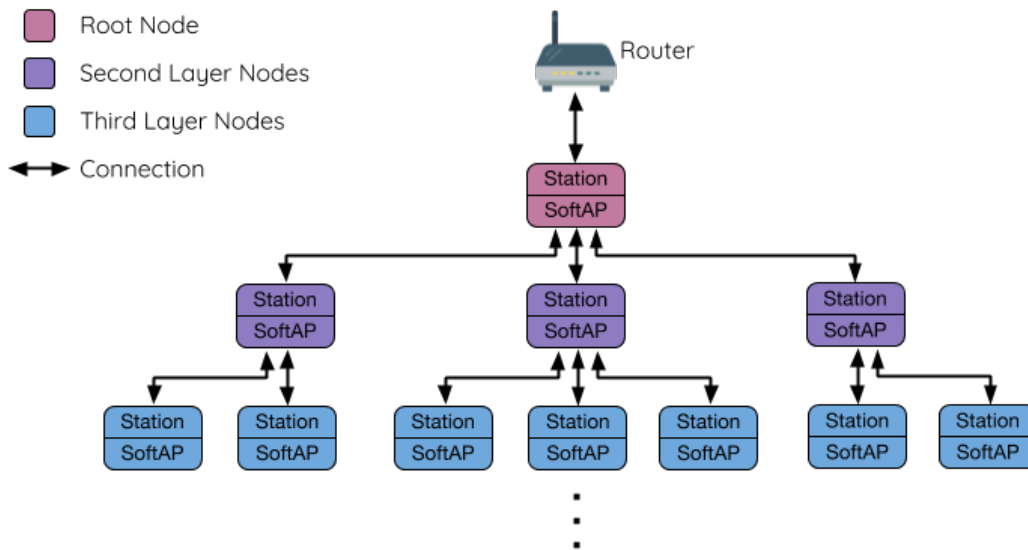 Root Node
Second Layer Nodes
Third Layer Nodes
Connection
Router
Station
SoftAP
Station
SoftAP
Station
SoftAP
Station
SoftAP
Station
SoftAP
Station
SoftAP
Station
SoftAP
Station
SoftAP
Station
SoftAP
Station
SoftAP
Station
SoftAP